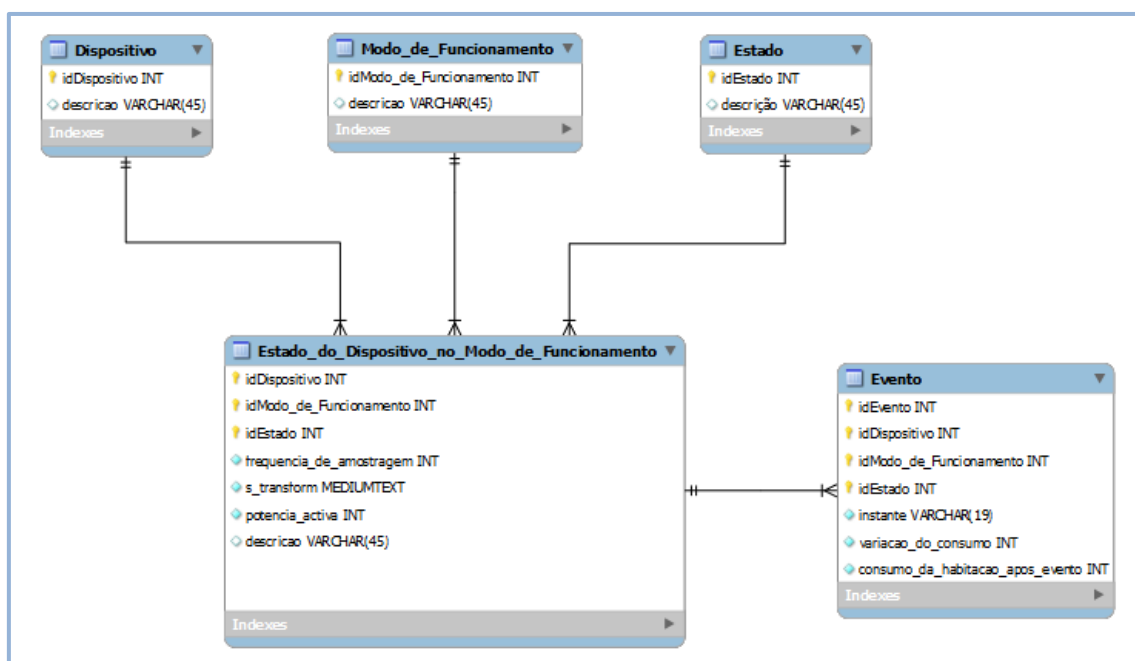 Dispositivo
idDispositivo INT
descricao VARCHAR(45)
Indexes
Modo_de_Funcionamento
idModo_de_Funcionamento INT
descricao VARCHAR(45)
Indexes
Estado
idEstado INT
descrição VARCHAR(45)
Indexes
Estado_do_Dispositivo_no_Modo_de_Funcionamento
idDispositivo INT
idModo_de_Funcionamento INT
idEstado INT
frequencia_de_amostragem INT
s_transform MEDIUMTEXT
potencia_activa INT
descricao VARCHAR(45)
Indexes
Evento
idEvento INT
idDispositivo INT
idModo_de_Funcionamento INT
idEstado INT
instante VARCHAR(19)
variacao_do_consumo INT
consumo_da_habitacao_apos_evento INT
Indexes